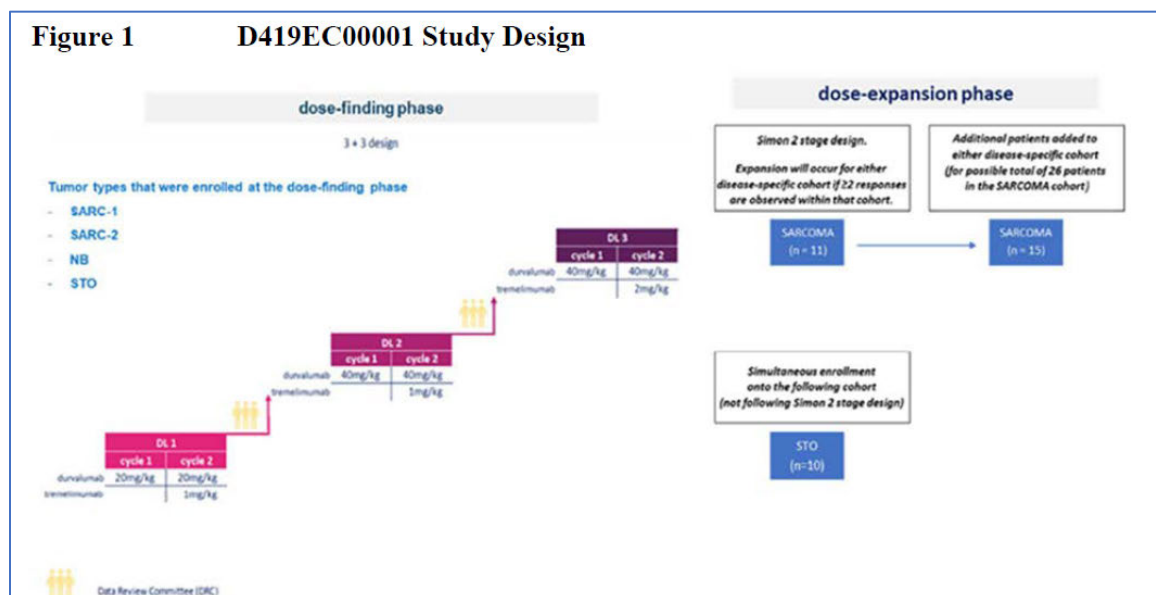 Figure 1 D419EC00001 Study Design
dose-finding phase
3 + 3 design
Tumor types that were enrolled at the dose-finding phase
- SARC-1
- SARC-2
- NB
- STO
DL 3
cycle 1 cycle 2
durvalumab 40mg/kg 40mg/kg
tremelimumab 2mg/kg
DL 2
cycle 1 cycle 2
durvalumab 40mg/kg 40mg/kg
tremelimumab 1mg/kg
DL 1
cycle 1 cycle 2
durvalumab 20mg/kg 20mg/kg
tremelimumab 1mg/kg
Data Review Committee (DRC)
dose-expansion phase
Simon 2 stage design.
Expansion will occur for either
disease-specific cohort if ≥2 responses
are observed within that cohort.
SARCOMA
(n = 11)
Additional patients added to
either disease-specific cohort
(for possible total of 26 patients
in the SARCOMA cohort)
SARCOMA
(n = 15)
Simultaneous enrollment
onto the following cohort
(not following Simon 2 stage design)
STO
(n=10)